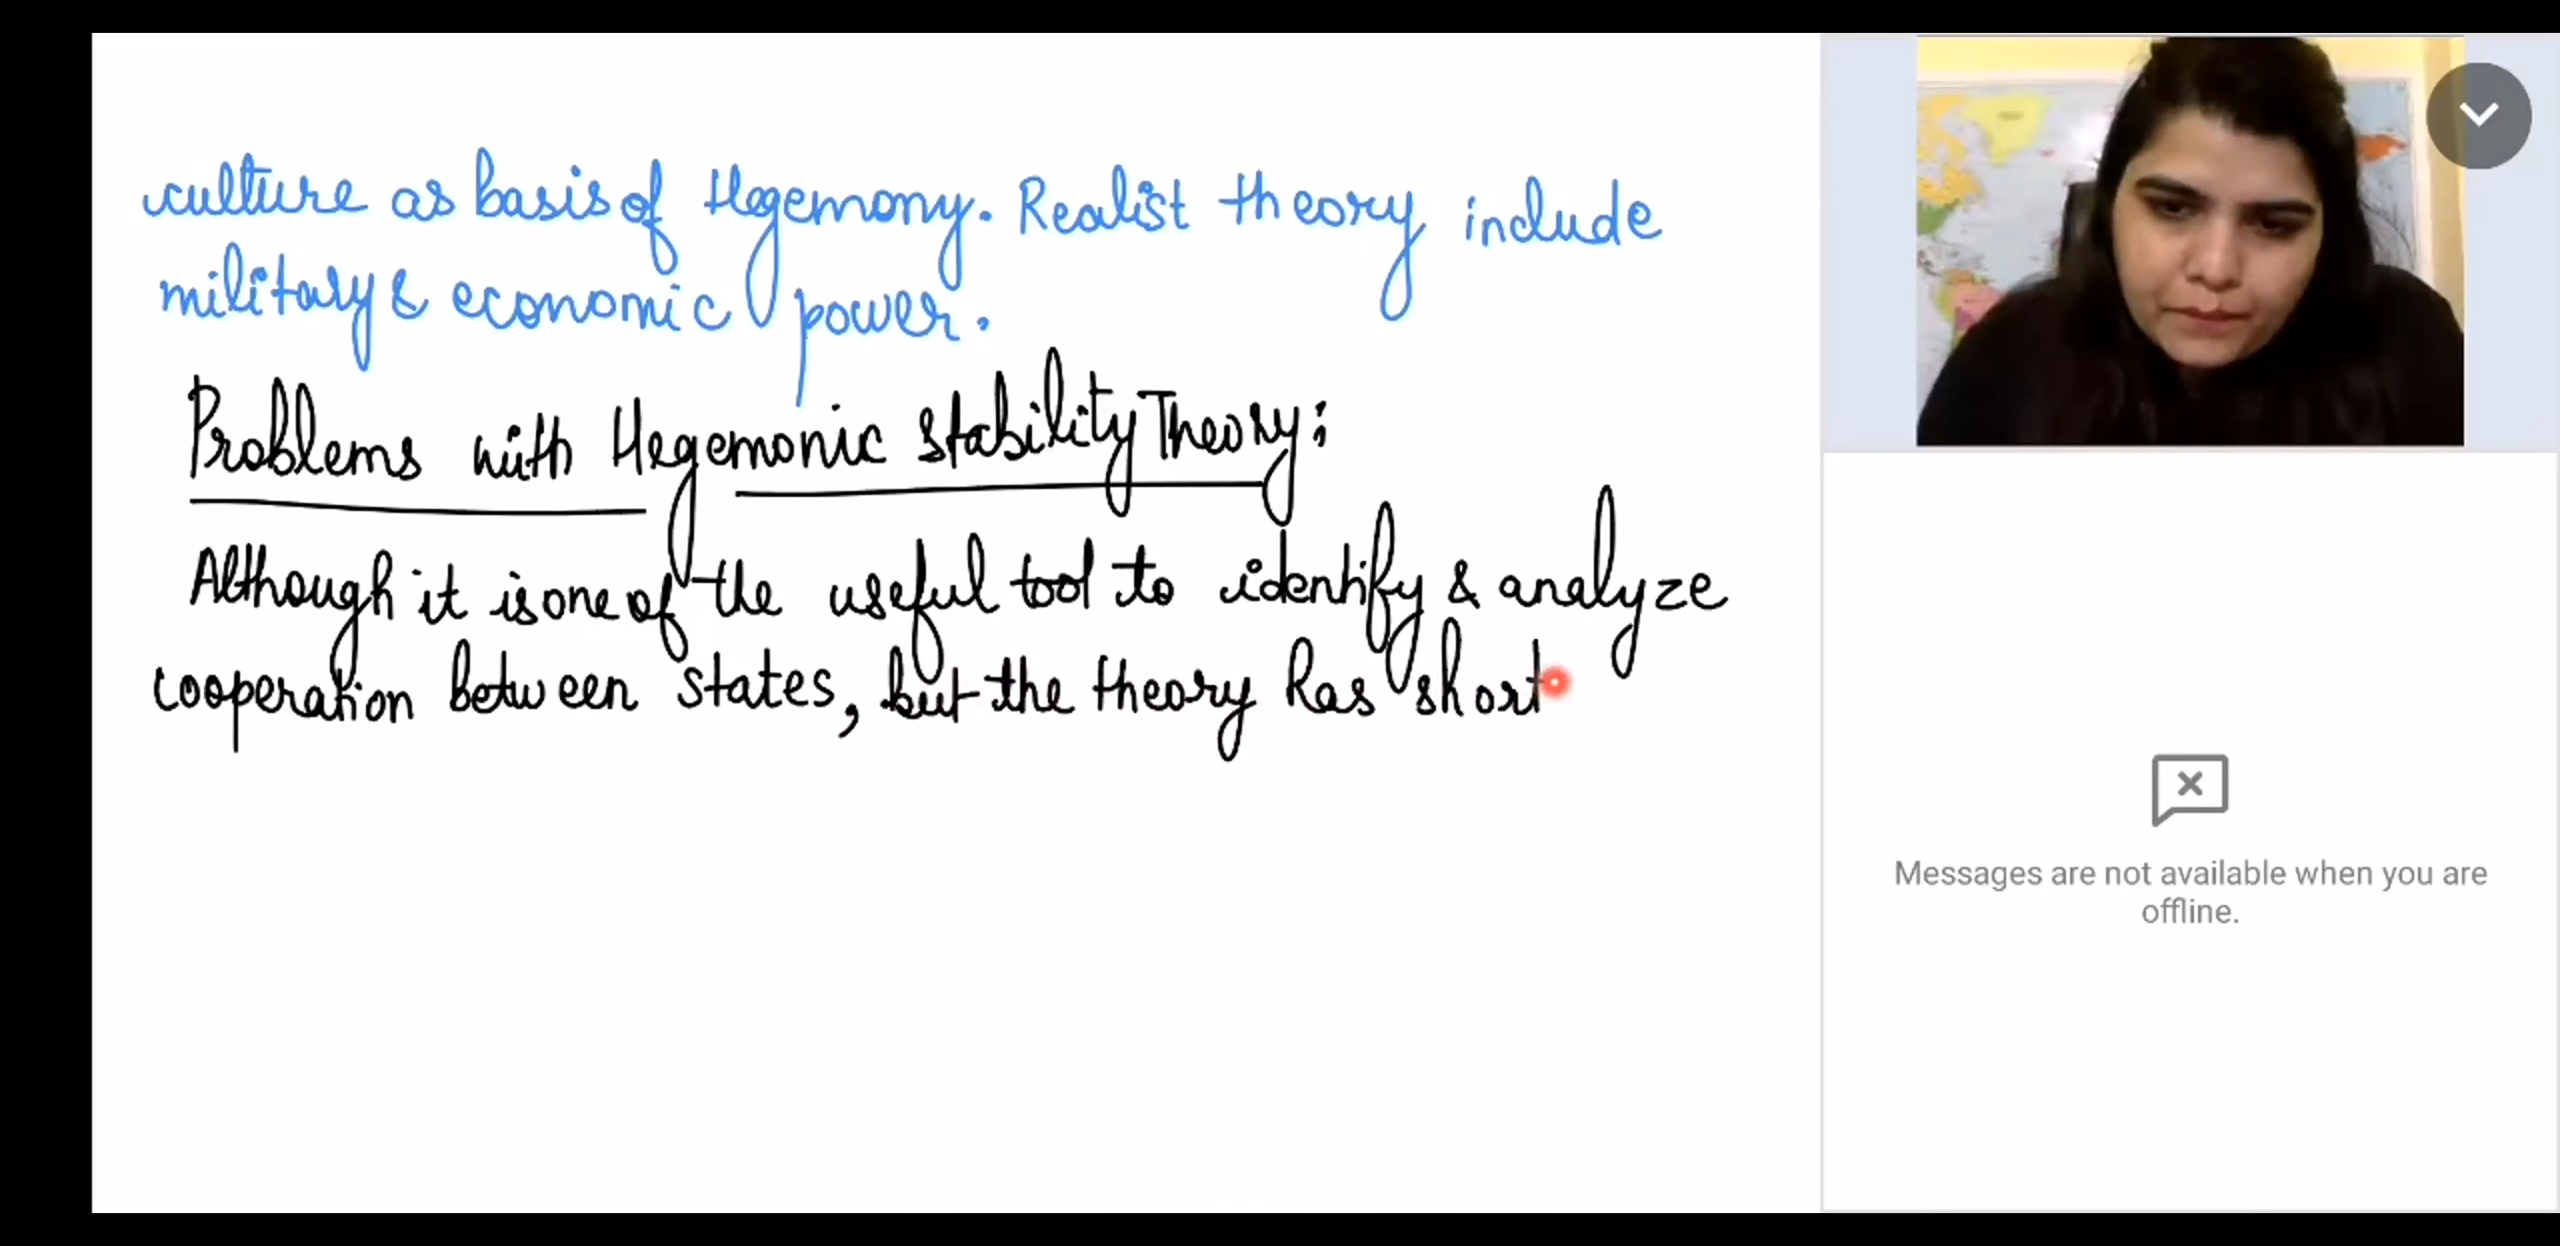 culture as basis of Hegemony. Realist theory include
military & economic power.
Problems with Hegemonic Stability Theory:
Although it is one of the useful tool to identify & analyze
cooperation between states, but the theory has short
Messages are not available when you are
offline.